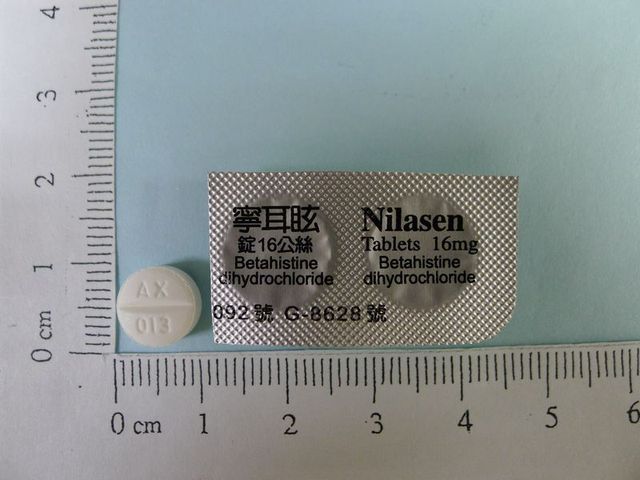 4
3
2
1
0 cm
寧耳眩
錠16公絲
Betahistine
dihydrochloride
Nilasen
Tablets 16mg
Betahistine
dihydrochloride
092號 G-8628號
AX
013
0 cm 1 2 3 4 5 6